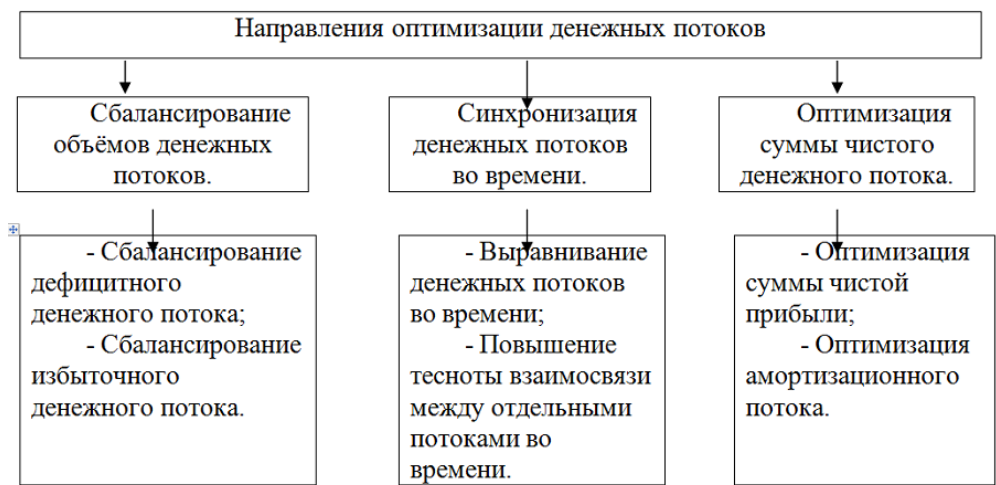 Направления оптимизации денежных потоков
Сбалансирование
объёмов денежных
потоков.
Синхронизация
денежных потоков
во времени.
Оптимизация
суммы чистого
денежного потока.
- Сбалансирование
дефицитного
денежного потока;
- Сбалансирование
избыточного
денежного потока.
- Выравнивание
денежных потоков
во времени;
- Повышение
тесноты взаимосвязи
между отдельными
потоками во
времени.
- Оптимизация
суммы чистой
прибыли;
- Оптимизация
амортизационного
потока.